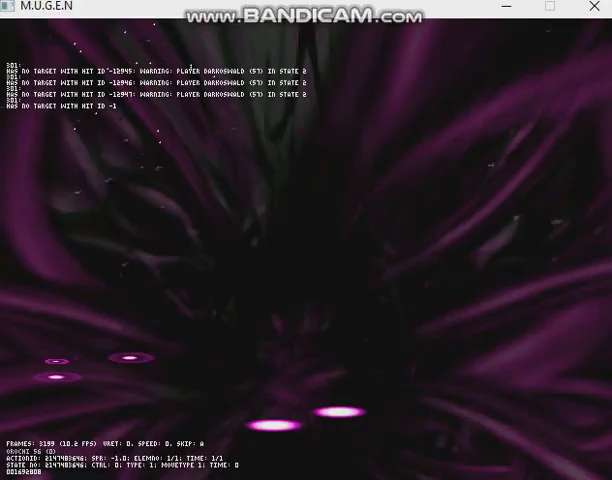 M.U.G.E.N
www.BANDICAM.com
301:
HAS NO TARGET WITH HIT ID -12945: WARNING: PLAYER DARKOSWALD (57) IN STATE 2
301:
HAS NO TARGET WITH HIT ID -12946: WARNING: PLAYER DARKOSWALD (57) IN STATE 2
301:
HAS NO TARGET WITH HIT ID -12947: WARNING: PLAYER DARKOSWALD (57) IN STATE 2
301:
HAS NO TARGET WITH HIT ID -1
FRAMES: 3199 (10.2 FPS) VRET: 0. SPEED: 0. SKIP: A
OROCHI 56 (0)
ACTIONID: 2147483646; SPR: -1,0; ELEMNO: 1/1; TIME: 1/1
STATE NO: 2147483646; CTRL: 0; TYPE: 1; MOVETYPE 1; TIME: 0